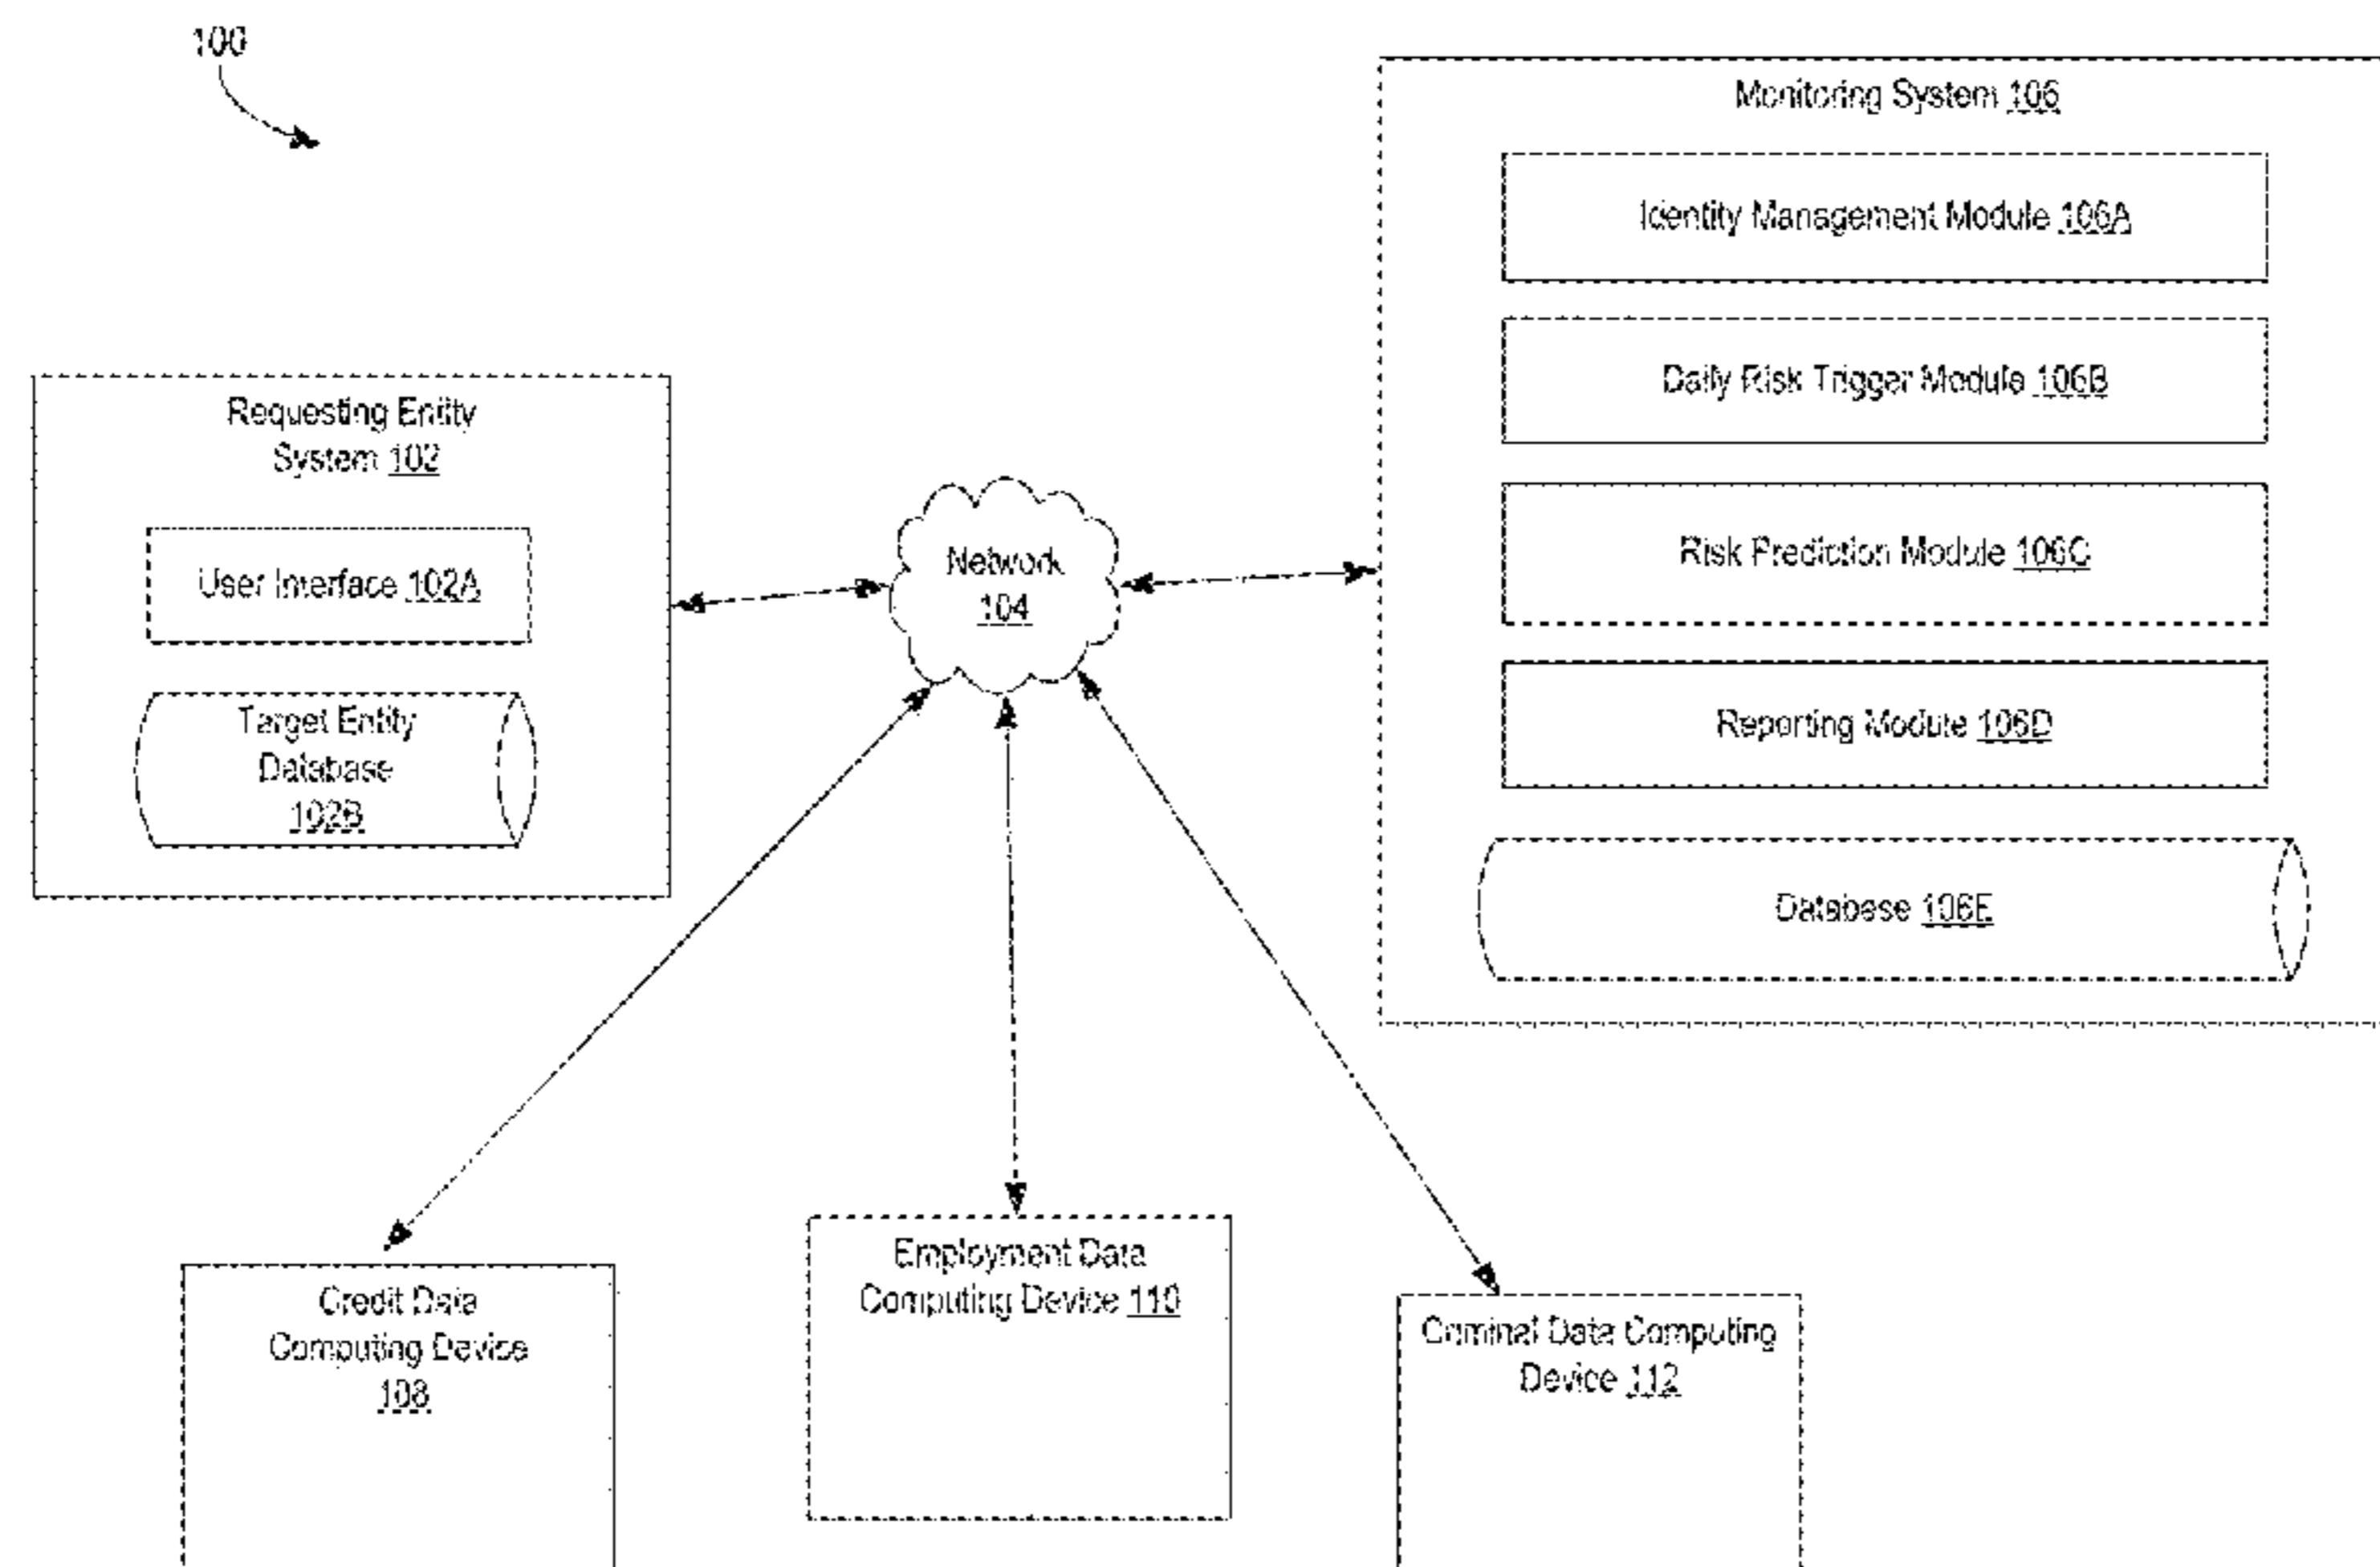 100
Monitoring System 106
Identity Management Module 106A
Daily Risk Trigger Module 106B
Risk Prediction Module 106C
Reporting Module 106D
Database 106E
Requesting Entity
System 102
User Interface 102A
Target Entity
Database
102B
Network
104
Credit Data
Computing Device
108
Employment Data
Computing Device 110
Criminal Data Computing
Device 112